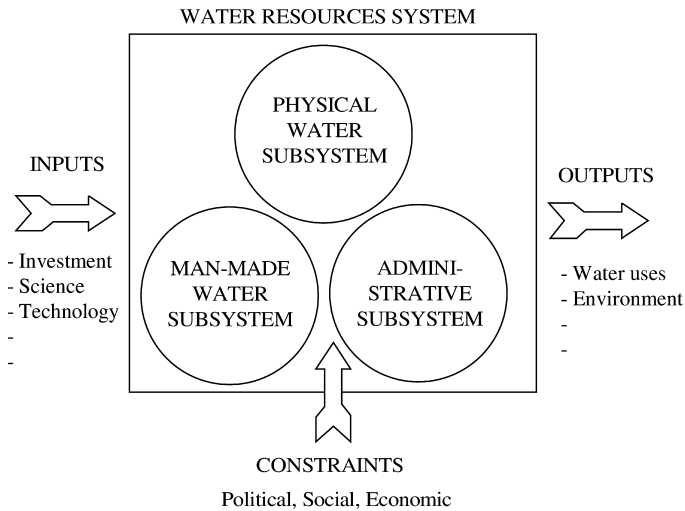 WATER RESOURCES SYSTEM
PHYSICAL
WATER
SUBSYSTEM
INPUTS
- Investment
- Science
- Technology
-
-
MAN-MADE
WATER
SUBSYSTEM
ADMINI-
STRATIVE
SUBSYSTEM
OUTPUTS
- Water uses
- Environment
-
-
CONSTRAINTS
Political, Social, Economic